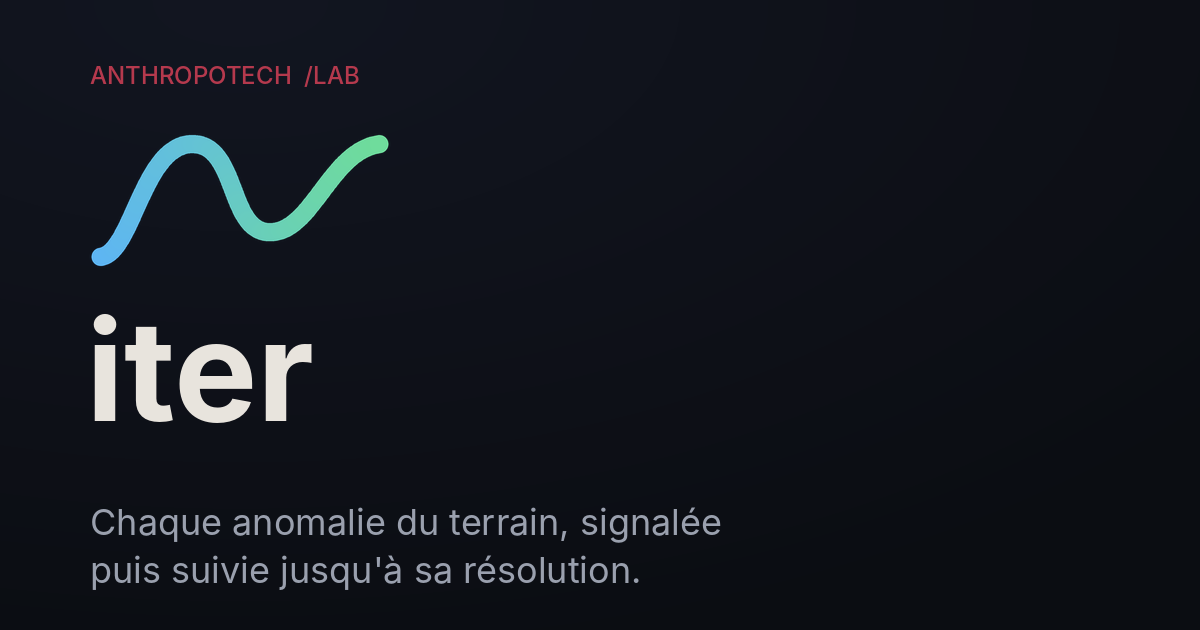 ANTHROPOTECH /LAB
iter
Chaque anomalie du terrain, signalée
puis suivie jusqu'à sa résolution.